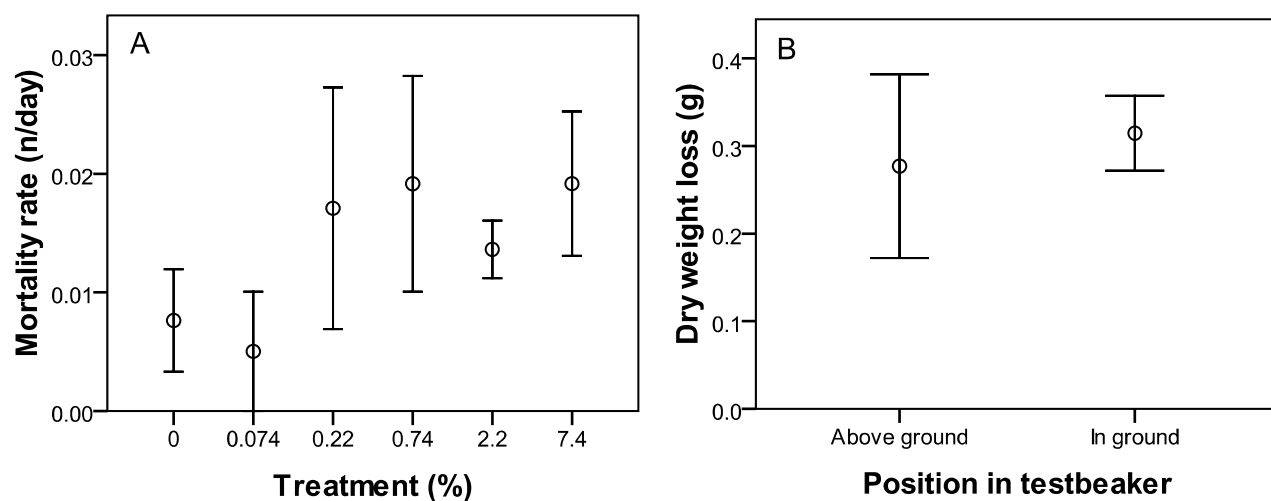 A
Mortality rate (n/day)
0.03
0.02
0.01
0.00
0 0.074 0.22 0.74 2.2 7.4
Treatment (%)
B
Dry weight loss (g)
0.4
0.3
0.2
0.1
0.0
Above ground In ground
Position in testbeaker